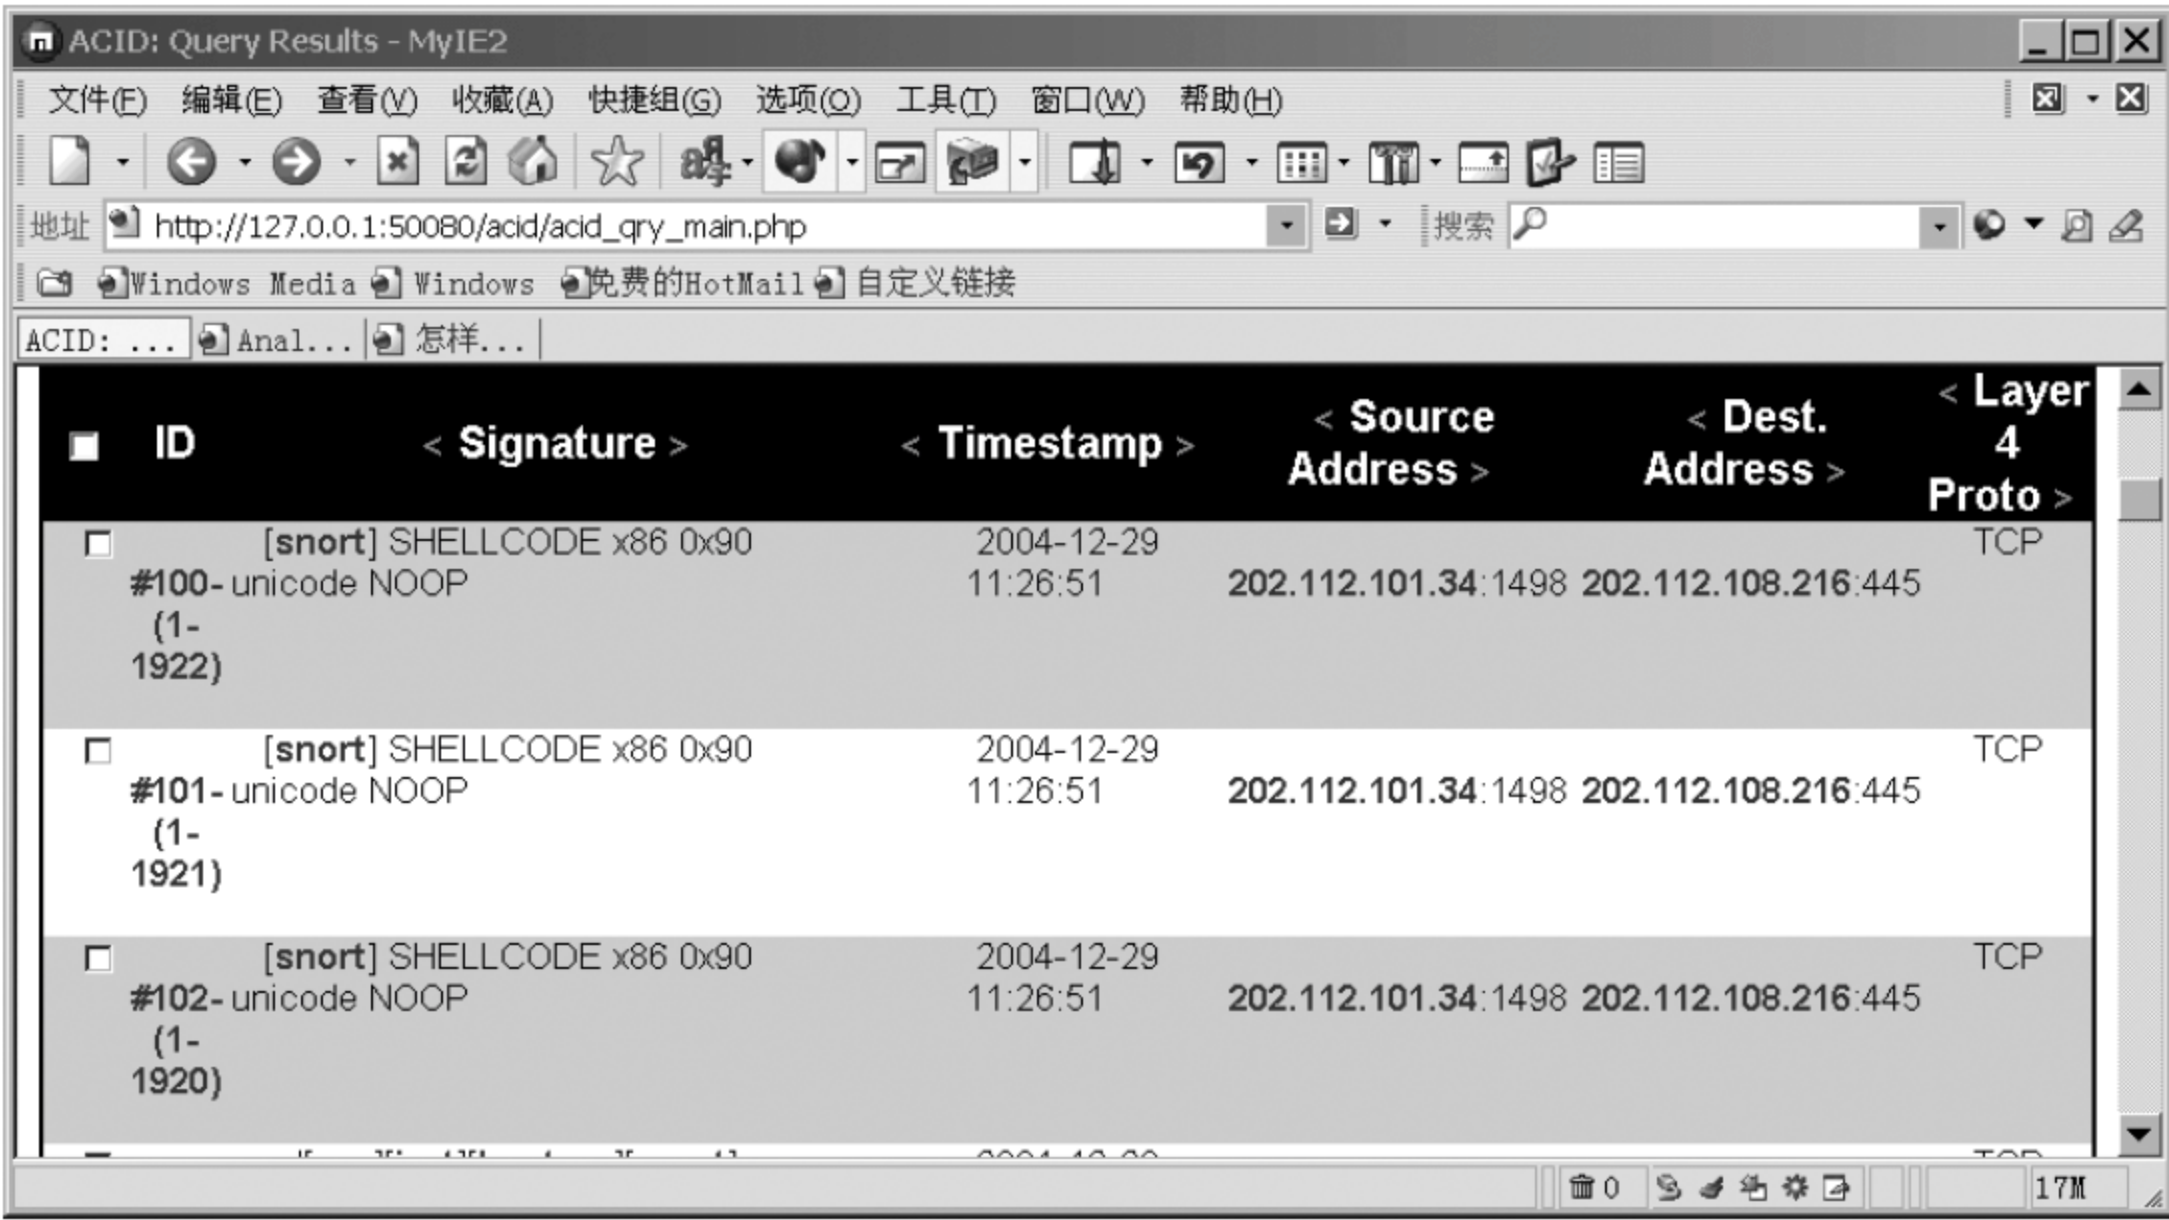 ACID: Query Results - MyIE2
文件(F) 编辑(E) 查看(V) 收藏(A) 快捷组(G) 选项(O) 工具(T) 窗口(W) 帮助(H)
地址 http://127.0.0.1:50080/acid/acid_qry_main.php 搜索
Windows Media Windows 免费的HotMail 自定义链接
ACID: ... Anal... 怎样...
ID < Signature > < Timestamp > < Source Address > < Dest. Address > < Layer 4 Proto >
[snort] SHELLCODE x86 0x90 2004-12-29 TCP
#100- unicode NOOP 11:26:51 202.112.101.34:1498 202.112.108.216:445
(1-
1922)
[snort] SHELLCODE x86 0x90 2004-12-29 TCP
#101- unicode NOOP 11:26:51 202.112.101.34:1498 202.112.108.216:445
(1-
1921)
[snort] SHELLCODE x86 0x90 2004-12-29 TCP
#102- unicode NOOP 11:26:51 202.112.101.34:1498 202.112.108.216:445
(1-
1920)
0 17M